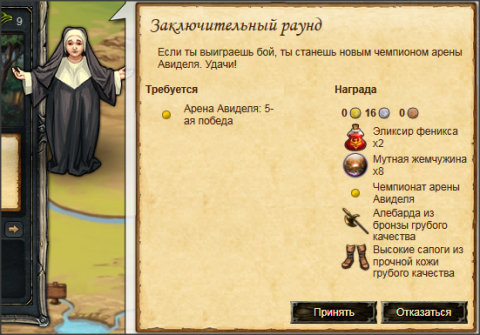 9
Заключительный раунд
Если ты выиграешь бой, ты станешь новым чемпионом арены
Авиделя. Удачи!
Требуется
Арена Авиделя: 5-
ая победа
Награда
0 16 0
Эликсир феникса
x2
Мутная жемчужина
x8
Чемпионат арены
Авиделя
Алебарда из
бронзы грубого
качества
Высокие сапоги из
прочной кожи
грубого качества
Принять Отказаться